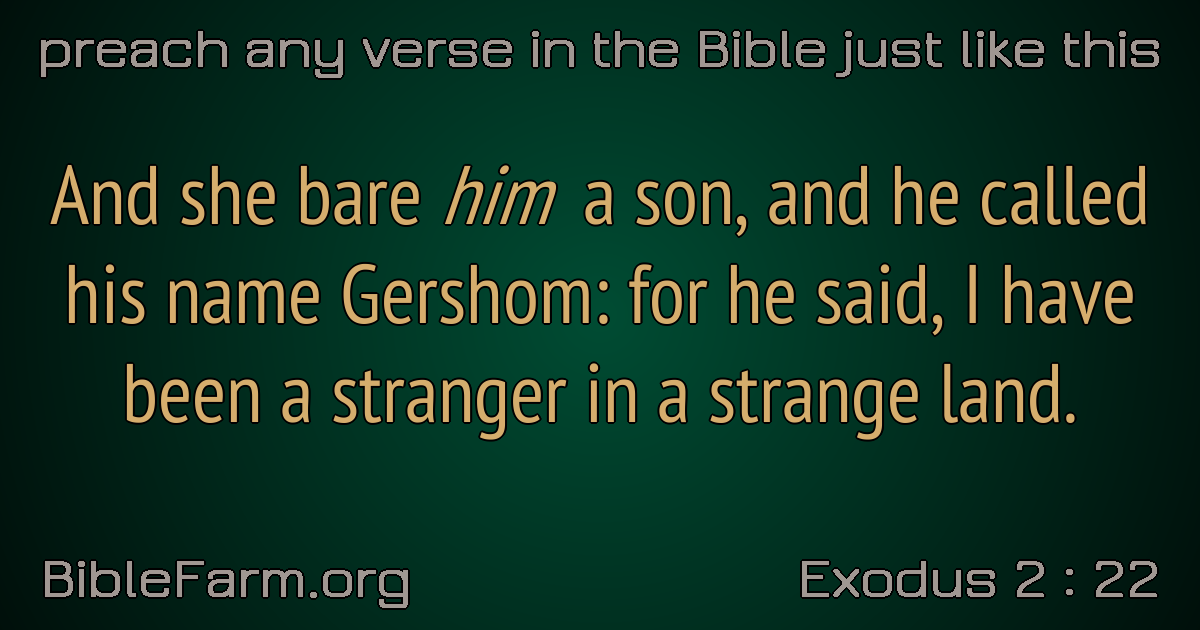 preach any verse in the Bible just like this
And she bare him a son, and he called
his name Gershom: for he said, I have
been a stranger in a strange land.
BibleFarm.org
Exodus 2 : 22